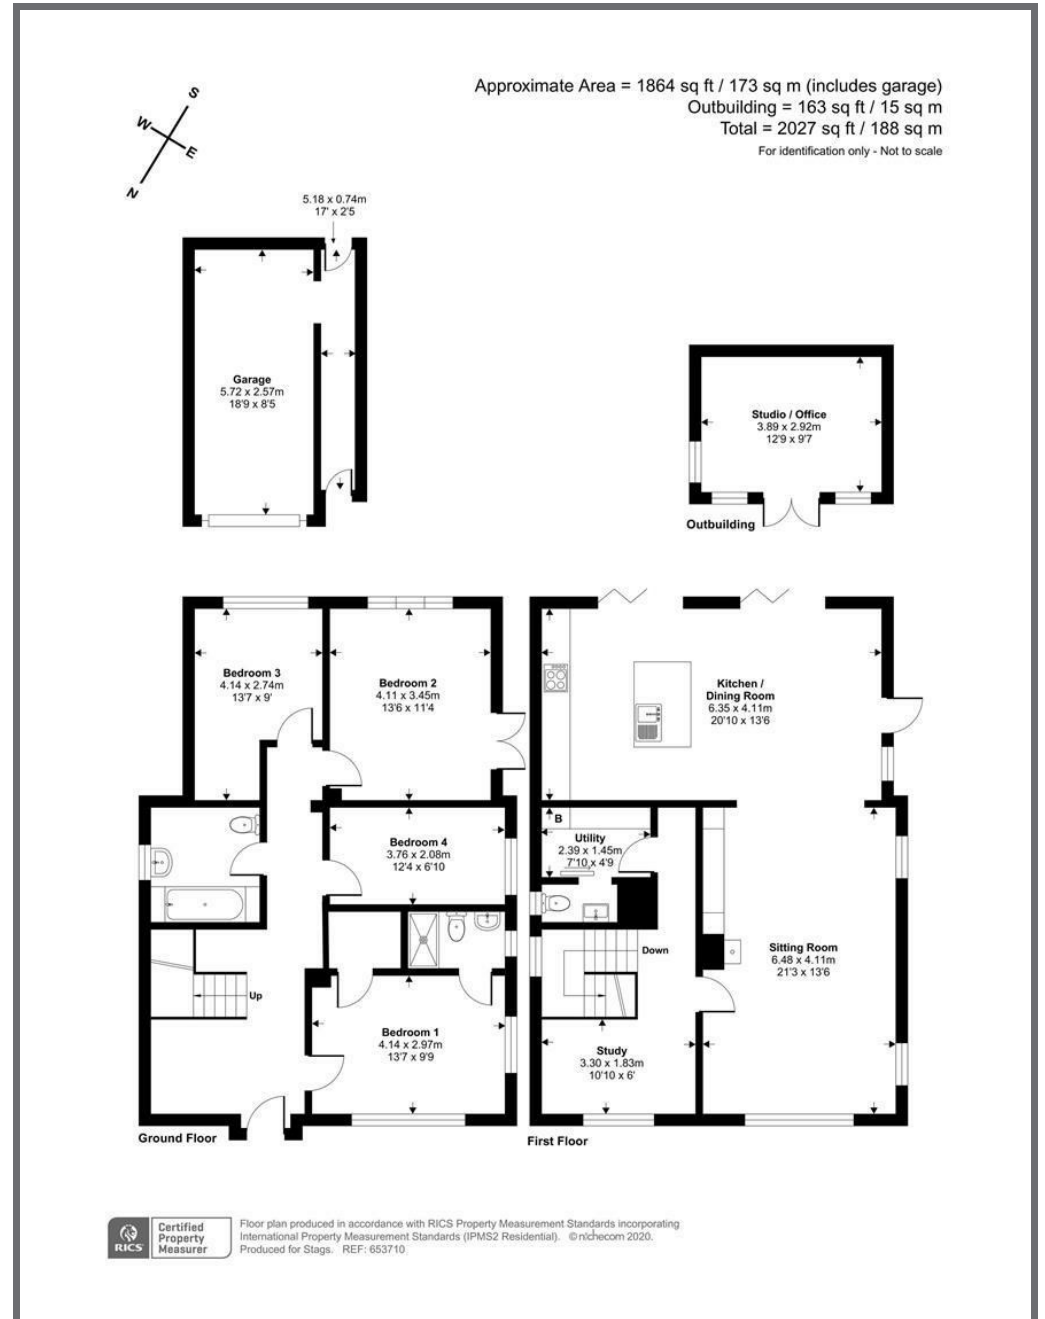 Approximate Area = 1864 sq ft / 173 sq m (includes garage)
Outbuilding = 163 sq ft / 15 sq m
Total = 2027 sq ft / 188 sq m
For identification only - Not to scale
S
W
E
N
5.18 x 0.74m
17' x 2'5
Garage
5.72 x 2.57m
18'9 x 8'5
Studio / Office
3.89 x 2.92m
12'9 x 9'7
Outbuilding
Bedroom 3
4.14 x 2.74m
13'7 x 9'
Bedroom 2
4.11 x 3.45m
13'6 x 11'4
Bedroom 4
3.76 x 2.08m
12'4 x 6'10
Up
Bedroom 1
4.14 x 2.97m
13'7 x 9'9
Ground Floor
Kitchen /
Dining Room
6.35 x 4.11m
20'10 x 13'6
B
Utility
2.39 x 1.45m
7'10 x 4'9
Down
Sitting Room
6.48 x 4.11m
21'3 x 13'6
Study
3.30 x 1.83m
10'10 x 6'
First Floor
RICS
Certified
Property
Measurer
Floor plan produced in accordance with RICS Property Measurement Standards incorporating
International Property Measurement Standards (IPMS2 Residential). © nichecom 2020.
Produced for Stags. REF: 653710